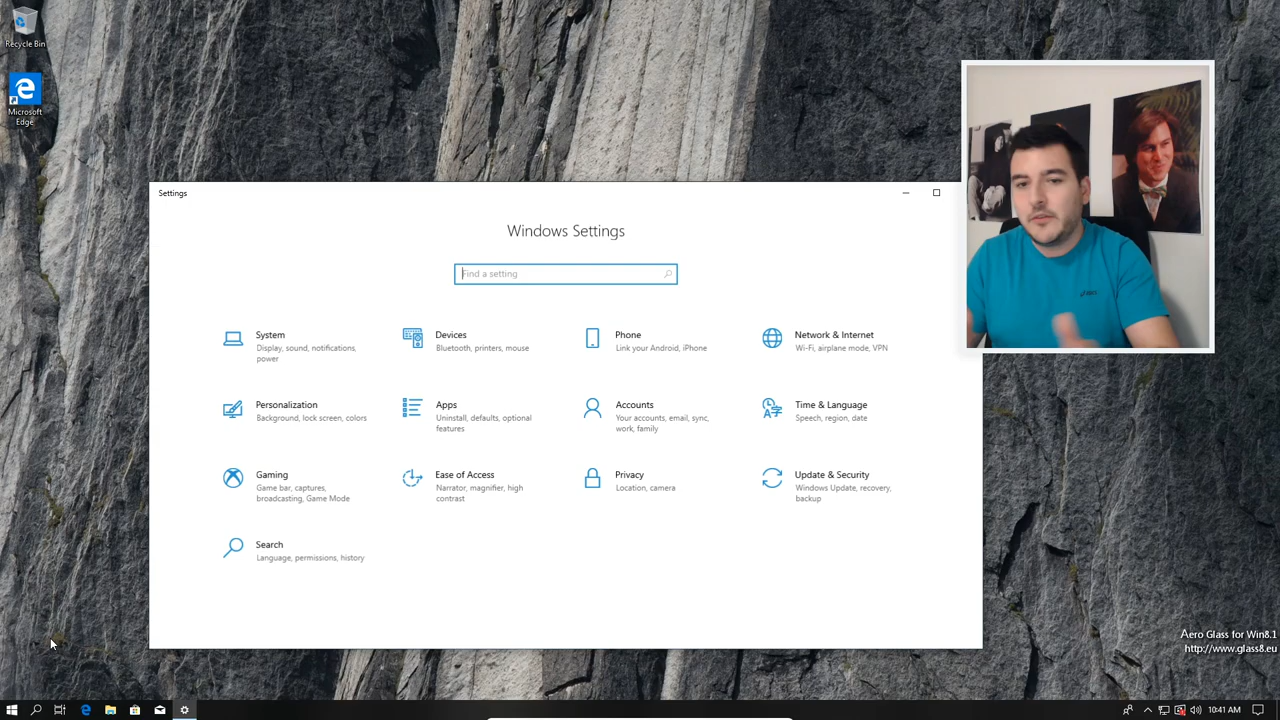 Recycle Bin
Microsoft
Edge
Settings
Windows Settings
Find a setting
System
Display, sound, notifications,
power
Devices
Bluetooth, printers, mouse
Phone
Link your Android, iPhone
Network & Internet
Wi-Fi, airplane mode, VPN
Personalization
Background, lock screen, colors
Apps
Uninstall, defaults, optional
features
Accounts
Your accounts, email, sync,
work, family
Time & Language
Speech, region, date
Gaming
Game bar, captures,
broadcasting, Game Mode
Ease of Access
Narrator, magnifier, high
contrast
Privacy
Location, camera
Update & Security
Windows Update, recovery,
backup
Search
Language, permissions, history
Aero Glass for Win8.1
http://www.glass8.eu
10:41 AM